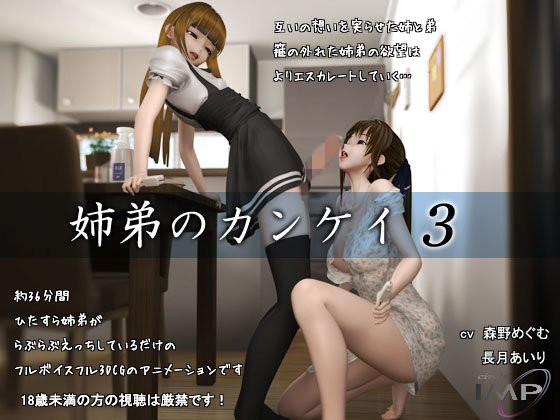 互いの想いを実らせた姉と弟
箍の外れた姉弟の欲望は
よりエスカレートしていく…
姉弟のカンケイ 3
約36分間
ひたすら姉弟が
らぶらぶえっちしているだけの
フルボイスフル3DCGのアニメーションです
18歳未満の方の視聴は厳禁です！
cv 森野めぐむ
長月あいり
IMP